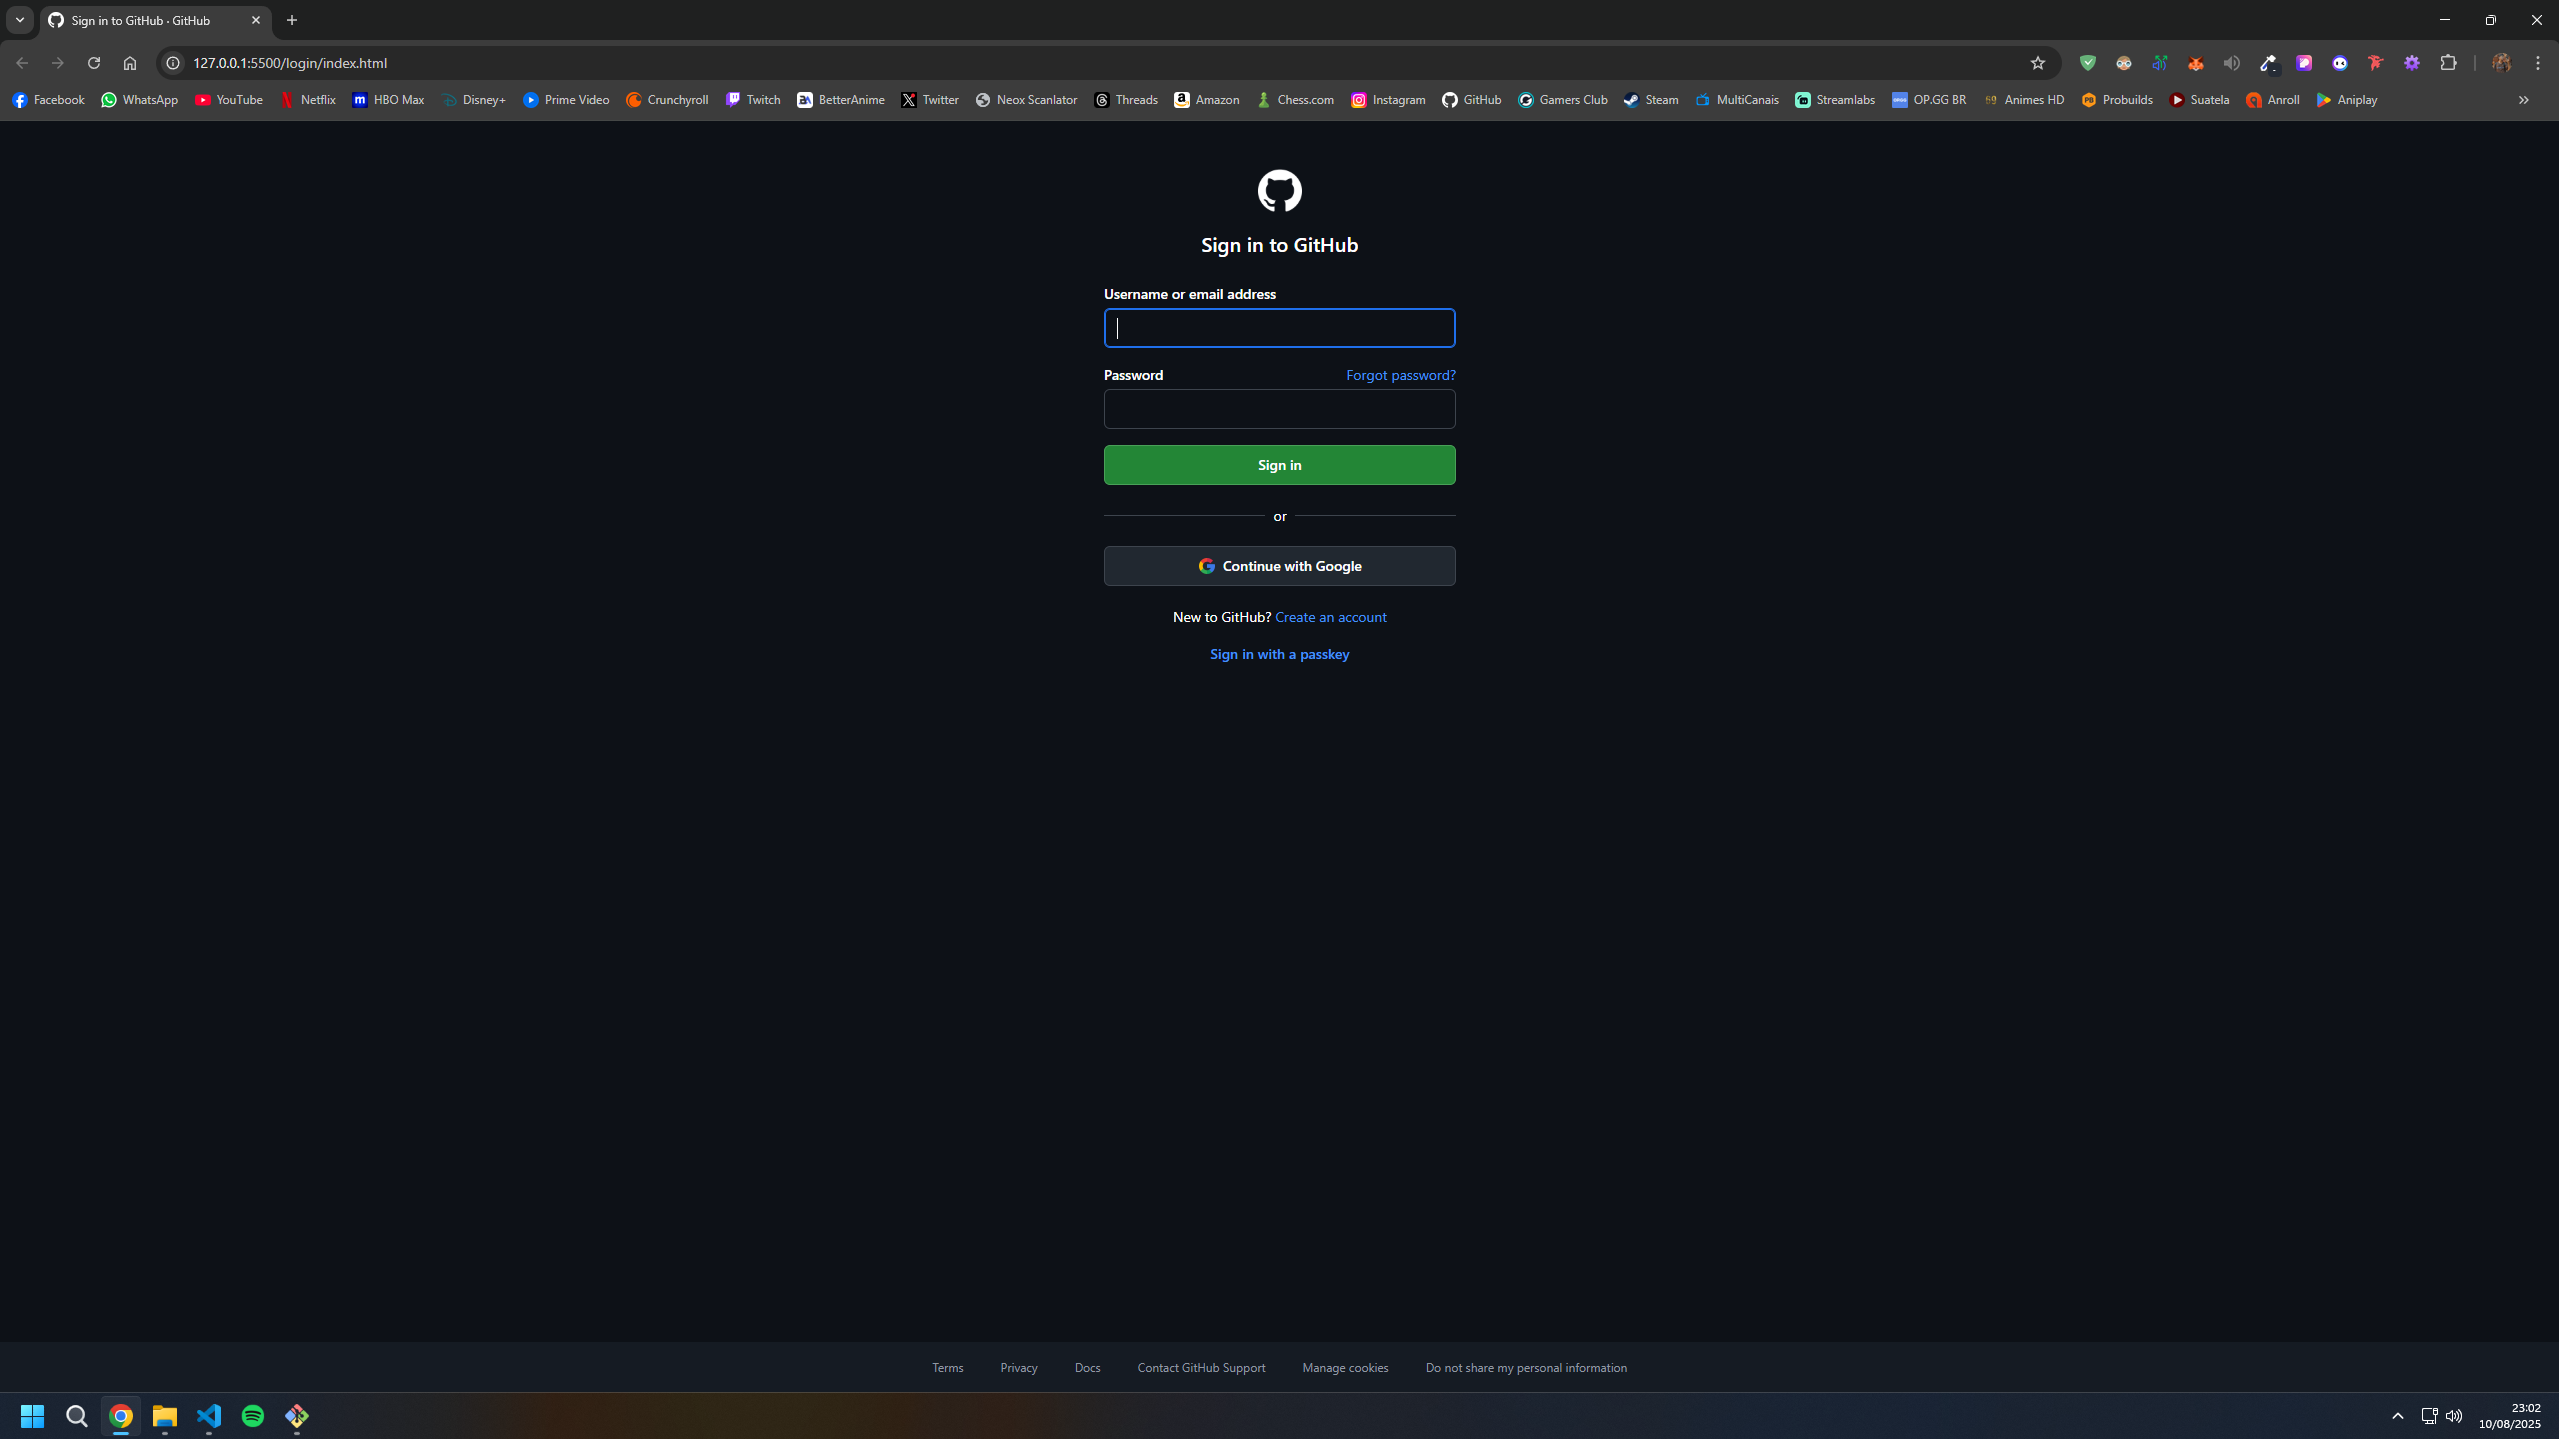 Sign in to GitHub · GitHub
127.0.0.1:5500/login/index.html
Facebook WhatsApp YouTube Netflix HBO Max Disney+ Prime Video Crunchyroll Twitch BetterAnime Twitter Neox Scanlator Threads Amazon Chess.com Instagram GitHub Gamers Club Steam MultiCanais Streamlabs OP.GG BR Animes HD Probuilds Suatela Anroll Aniplay
Sign in to GitHub
Username or email address
Password Forgot password?
Sign in
or
Continue with Google
New to GitHub? Create an account
Sign in with a passkey
Terms Privacy Docs Contact GitHub Support Manage cookies Do not share my personal information
23:02
10/08/2025